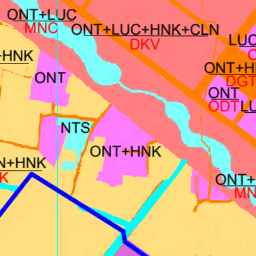 ONT+LUC
MNC
ONT+LUC+HNK+CLN
DKV
LUC
+HNK
ONT
ONT+H
DGT
ONT
ODT
LU
NTS
ONT+HNK
N+HNK
K
ONT+
MN